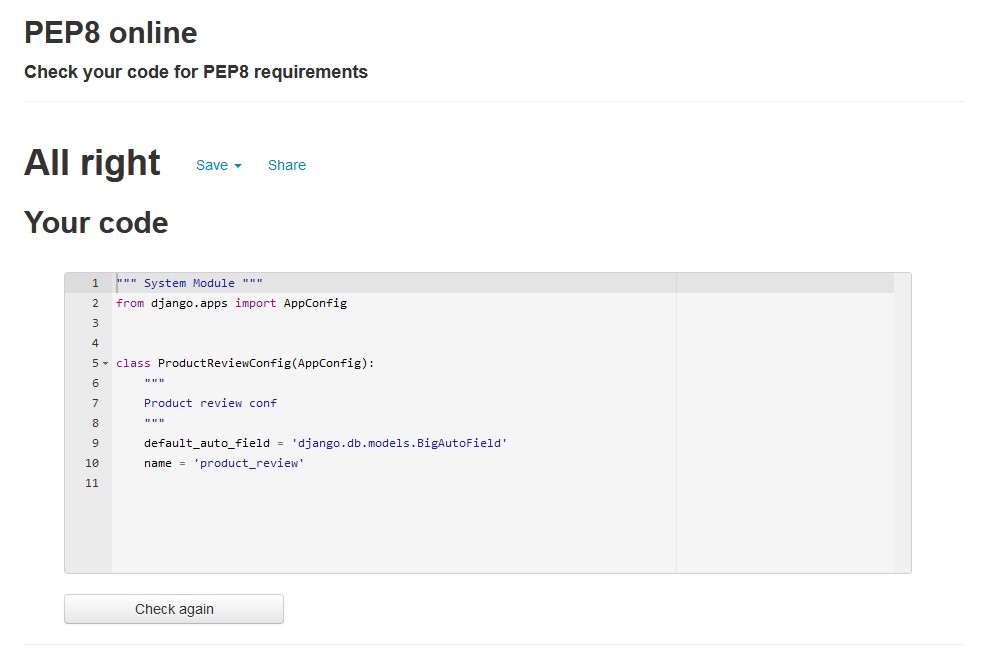 PEP8 online
Check your code for PEP8 requirements
All right Save Share
Your code
1 """ System Module """
2 from django.apps import AppConfig
3
4
5 class ProductReviewConfig(AppConfig):
6     """
7     Product review conf
8     """
9     default_auto_field = 'django.db.models.BigAutoField'
10     name = 'product_review'
11
Check again